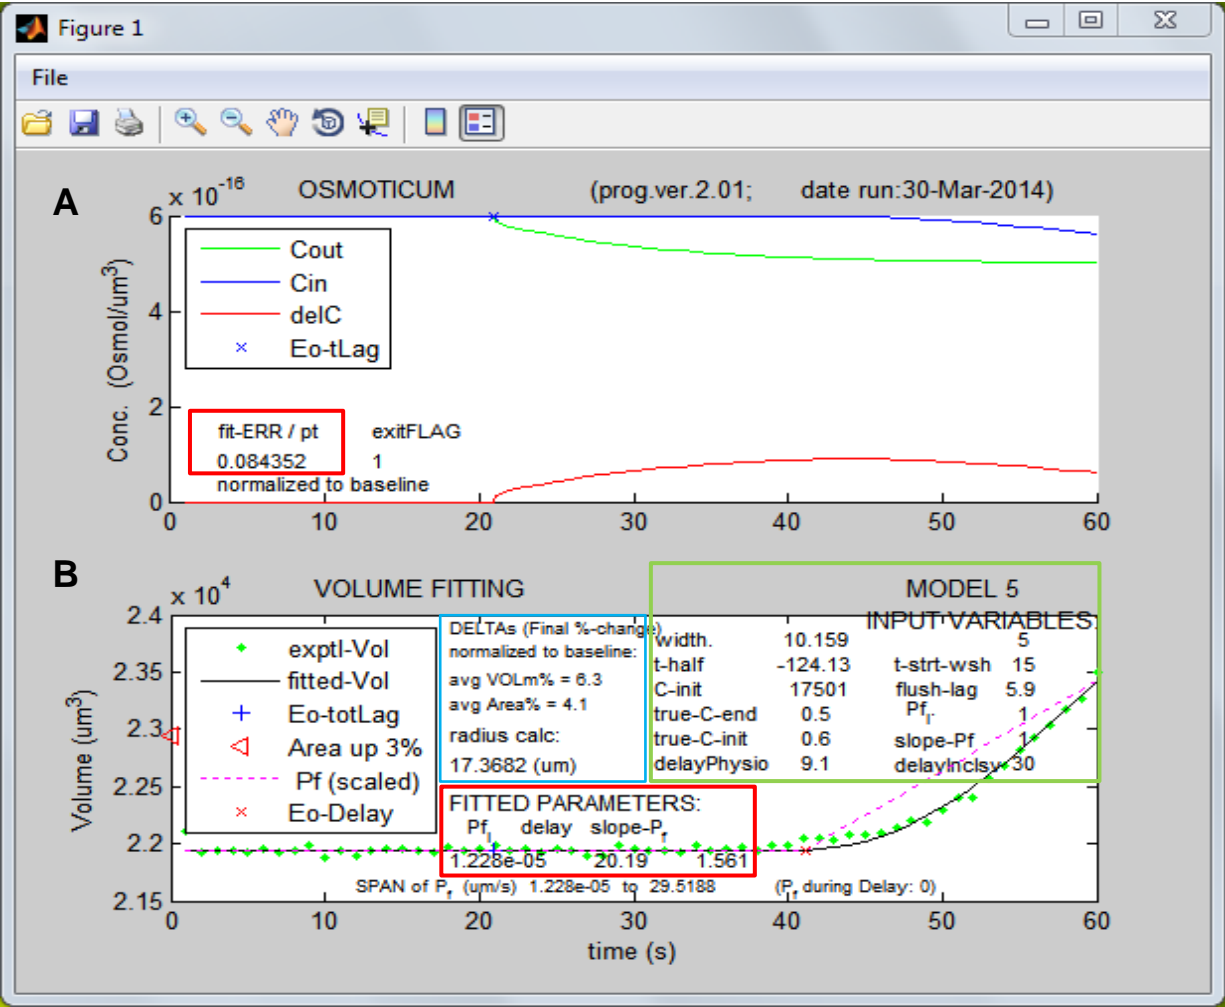 Figure 1
File
A
x 10^-16 OSMOTICUM (prog.ver.2.01; date run:30-Mar-2014)
6
4
2
0
Conc. (Osmol/um^3)
Cout
Cin
delC
Eo-tLag
fit-ERR / pt exitFLAG
0.084352 1
normalized to baseline
0 10 20 30 40 50 60
B
x 10^4 VOLUME FITTING MODEL 5
INPUT VARIABLES:
2.4
2.35
2.3
2.25
2.2
2.15
Volume (um^3)
exptl-Vol
fitted-Vol
Eo-totLag
Area up 3%
Pf (scaled)
Eo-Delay
DELTAs (Final %-change)
normalized to baseline:
avg VOLm% = 6.3
avg Area% = 4.1
radius calc:
17.3682 (um)
width. 10.159 5
t-half -124.13 t-strt-wsh 15
C-init 17501 flush-lag 5.9
true-C-end 0.5 Pf_i. 1
true-C-init 0.6 slope-Pf 1
delayPhysio 9.1 delayInclsv 30
FITTED PARAMETERS:
Pf_i delay slope-P_f
1.228e-05 20.19 1.561
SPAN of P_f (um/s) 1.228e-05 to 29.5188 (P_f during Delay: 0)
0 10 20 30 40 50 60
time (s)